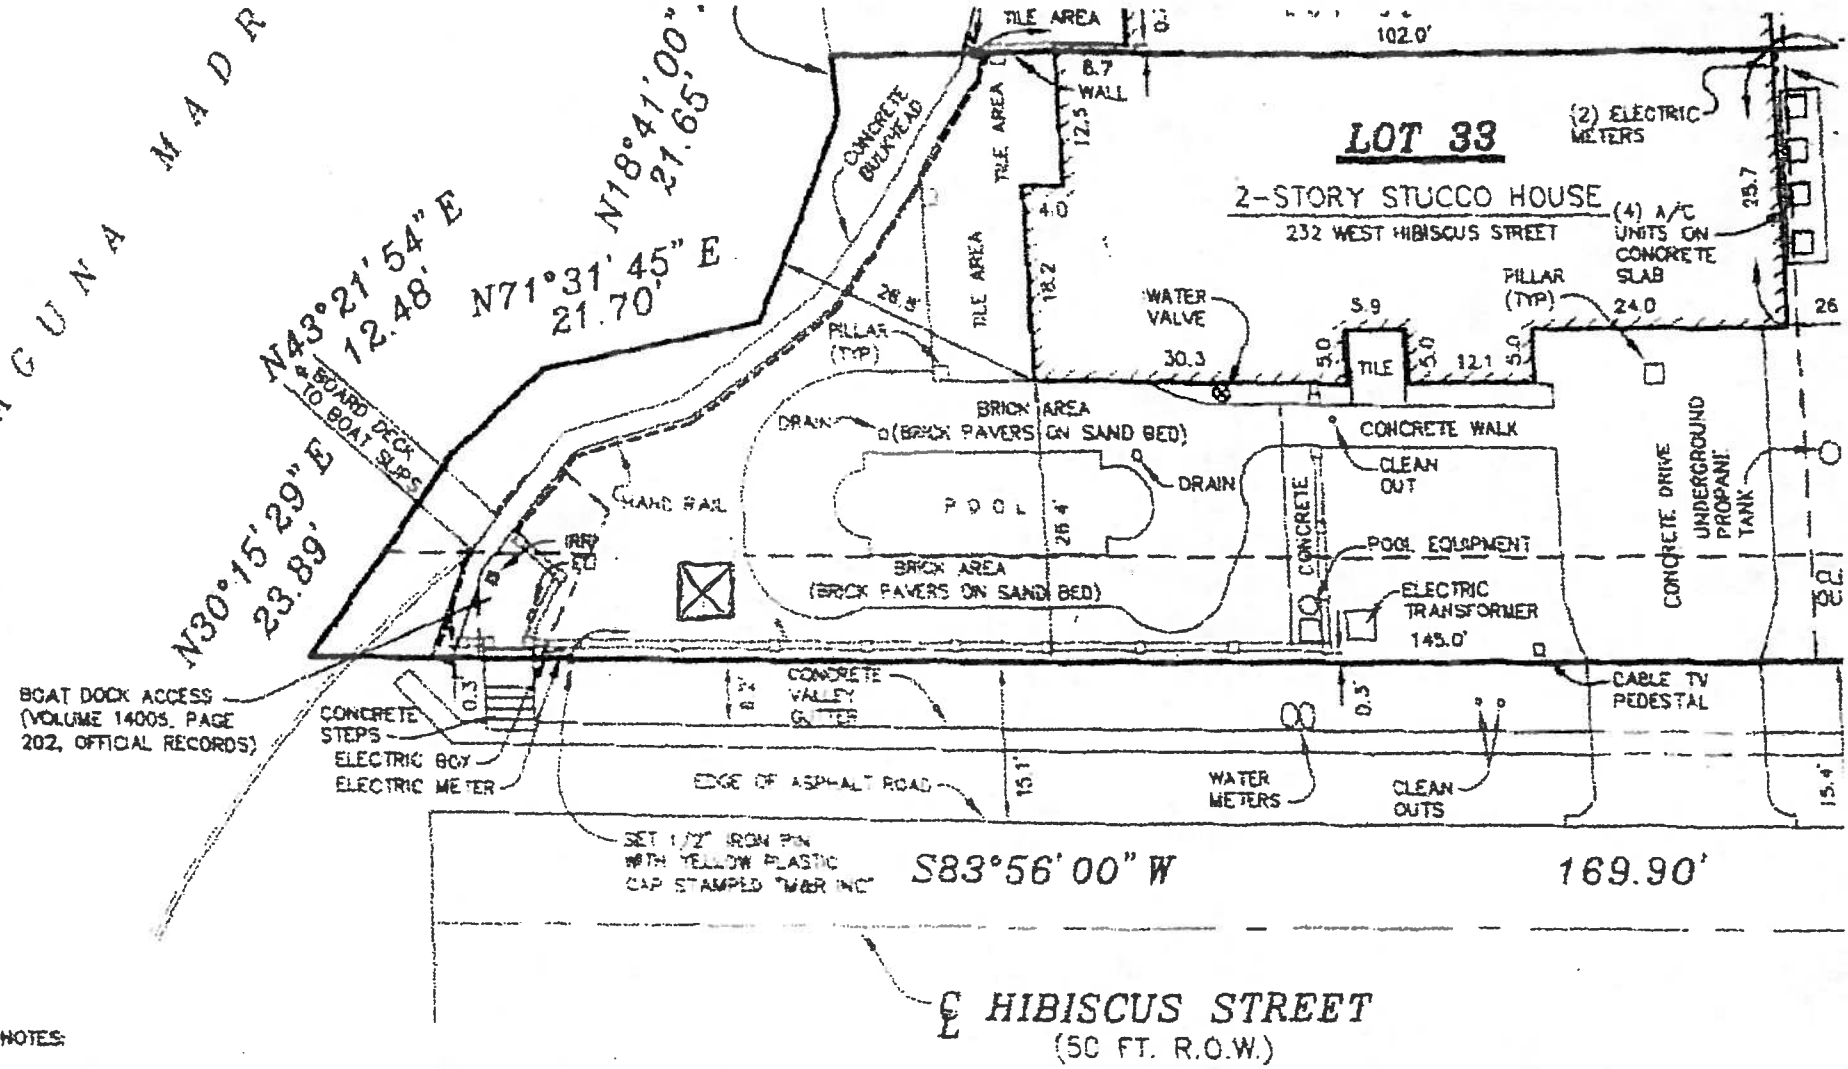 TILE AREA
102.0'
LAGUNA MADR
N18°41'00"
21.65'
CONCRETE
BULKHEAD
TILE AREA
8.7
WALL
12.5
LOT 33
(2) ELECTRIC
METERS
25.7
2-STORY STUCCO HOUSE
232 WEST HIBISCUS STREET
(4) A/C
UNITS ON
CONCRETE
SLAB
4.0
18.2
TILE AREA
N43°21'54" E
12.48'
N71°31'45" E
21.70'
WATER
VALVE
PILLAR
(TYP)
5.9
24.0
26
PILLAR
(TYP)
30.3
5.0
TILE
5.0
12.1
5.0
BOARD DECK
& TO BOAT SLIPS
DRAIN
BRICK AREA
(BRICK PAVERS ON SAND BED)
CONCRETE WALK
CLEAN
OUT
DRAIN
HAND RAIL
POOL
26.4'
CONCRETE
CONCRETE DRIVE
UNDERGROUND
PROPANE
TANK
N30°15'29" E
23.89'
POOL EQUIPMENT
BRICK AREA
(BRICK PAVERS ON SAND BED)
ELECTRIC
TRANSFORMER
145.0'
BOAT DOCK ACCESS
(VOLUME 14005, PAGE
202, OFFICIAL RECORDS)
0.3'
CONCRETE
STEPS
ELECTRIC BOX
ELECTRIC METER
8.2'
CONCRETE
VALLEY
GUTTER
0.5'
CABLE TV
PEDESTAL
EDGE OF ASPHALT ROAD
15.1'
WATER
METERS
CLEAN
OUTS
15.4'
SET 1/2" IRON PIN
WITH YELLOW PLASTIC
CAP STAMPED "M&R INC"
S83°56'00" W
169.90'
℄ HIBISCUS STREET
(50 FT. R.O.W.)
NOTES: